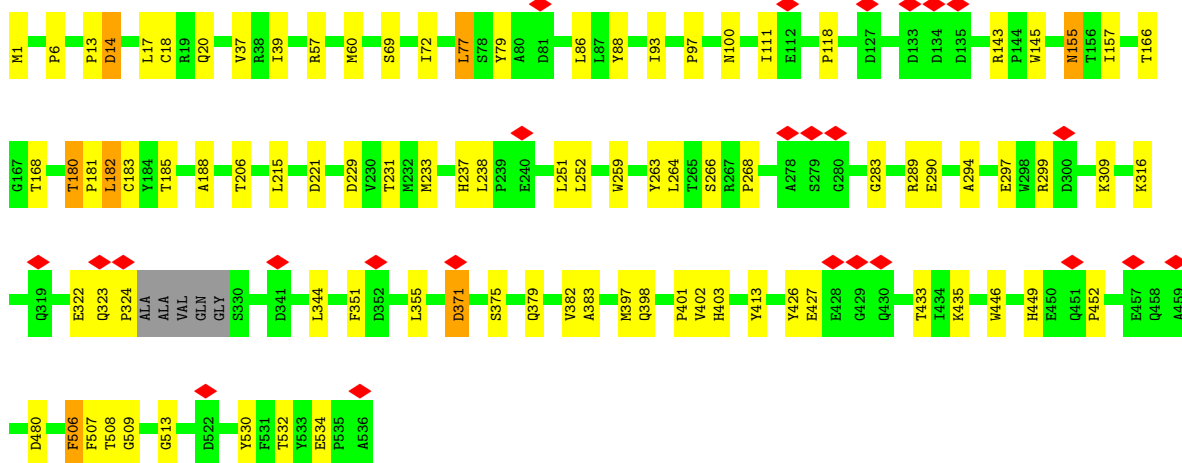 M1 P6 P13 D14 L17 C18 R19 Q20 V37 R38 I39 R57 M60 S69 I72 L77 S78 Y79 A80 D81 L86 L87 Y88 I93 P97 N100 I111 E112 P118 D127 D133 D134 D135 R143 P144 W145 N155 T156 I157 T166
G167 T168 T180 P181 L182 C183 Y184 T185 A188 T206 L215 D221 D229 V230 T231 M232 M233 H237 L238 P239 E240 L251 L252 W259 Y263 L264 T265 S266 R267 P268 A278 S279 G280 G283 R289 E290 A294 E297 W298 R299 D300 K309 K316
Q319 E322 Q323 P324 ALA ALA VAL GLN GLY S330 D341 L344 F351 D352 L355 D371 S375 Q379 V382 A383 M397 Q398 P401 V402 H403 Y413 Y426 E427 E428 G429 Q430 T433 I434 K435 W446 H449 E450 Q451 P452 E457 Q458 A459
D480 F506 F507 T508 G509 G513 D522 Y530 F531 T532 Y533 E534 P535 A536